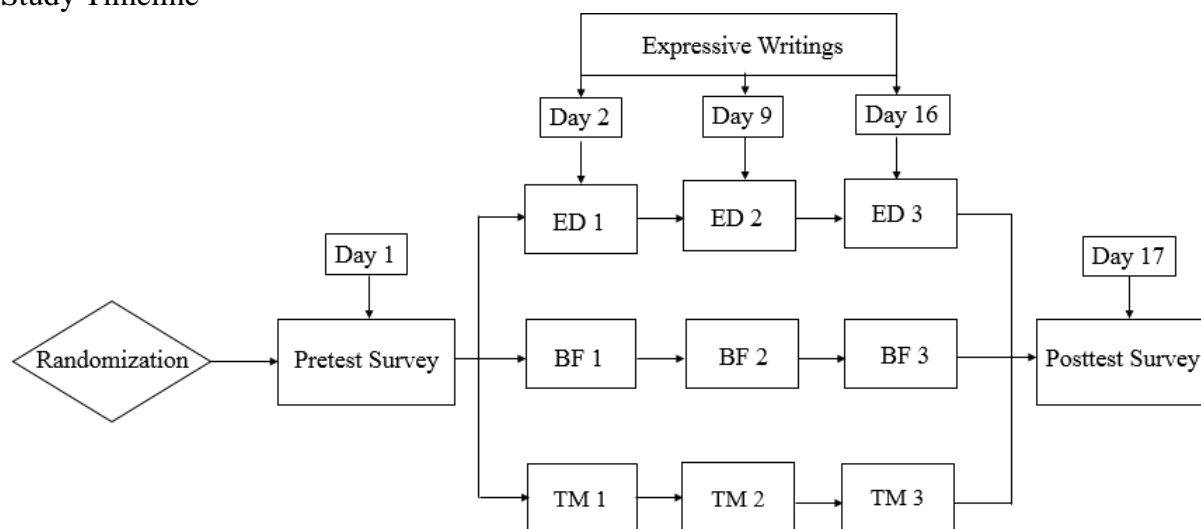 Study Timeline
Expressive Writings
Day 2
Day 9
Day 16
ED 1
ED 2
ED 3
Day 1
Day 17
Randomization
Pretest Survey
BF 1
BF 2
BF 3
Posttest Survey
TM 1
TM 2
TM 3